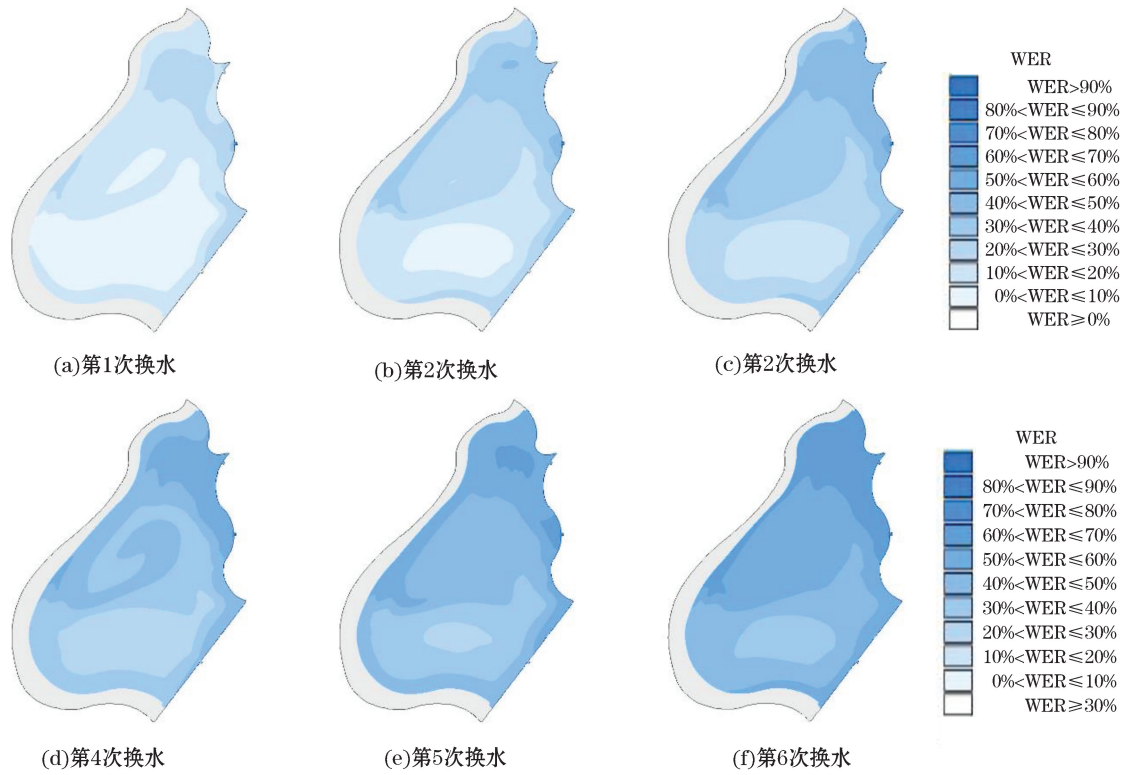 WER
WER>90%
80%<WER≤90%
70%<WER≤80%
60%<WER≤70%
50%<WER≤60%
40%<WER≤50%
30%<WER≤40%
20%<WER≤30%
10%<WER≤20%
0%<WER≤10%
WER≥0%
(a)第1次换水
(b)第2次换水
(c)第2次换水
WER
WER>90%
80%<WER≤90%
70%<WER≤80%
60%<WER≤70%
50%<WER≤60%
40%<WER≤50%
30%<WER≤40%
20%<WER≤30%
10%<WER≤20%
0%<WER≤10%
WER≥30%
(d)第4次换水
(e)第5次换水
(f)第6次换水